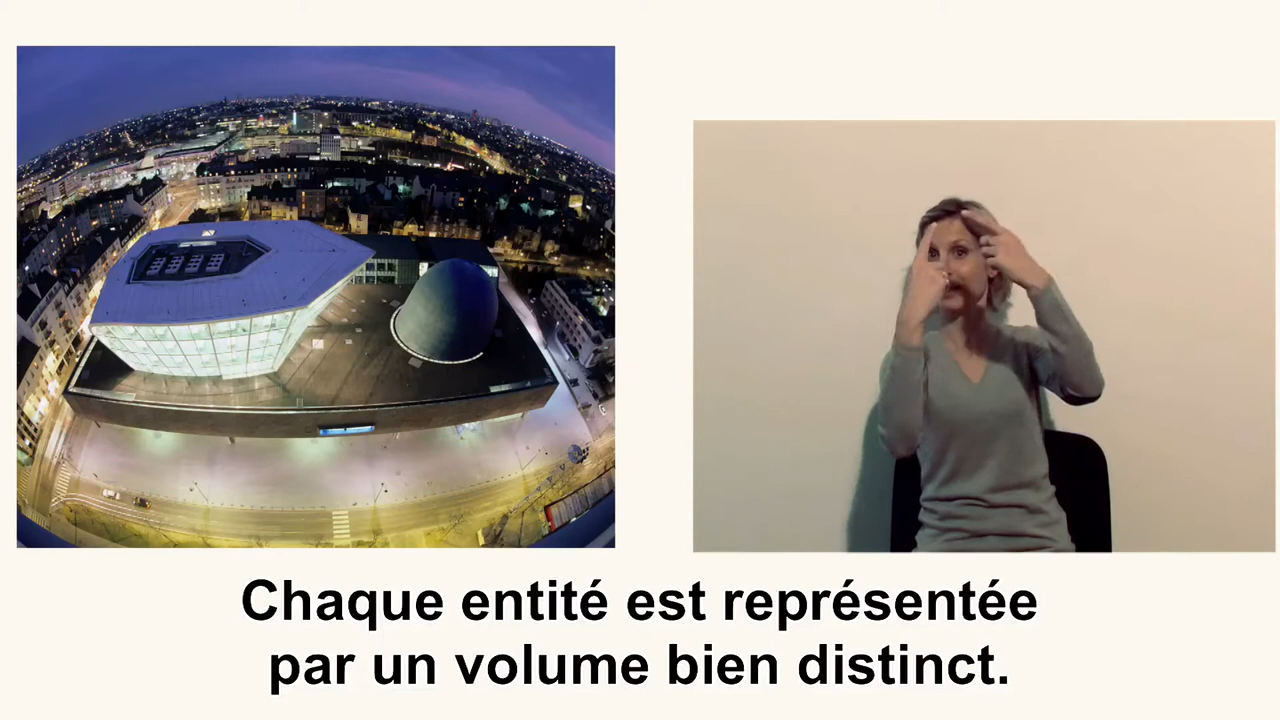 Chaque entité est représentée
par un volume bien distinct.